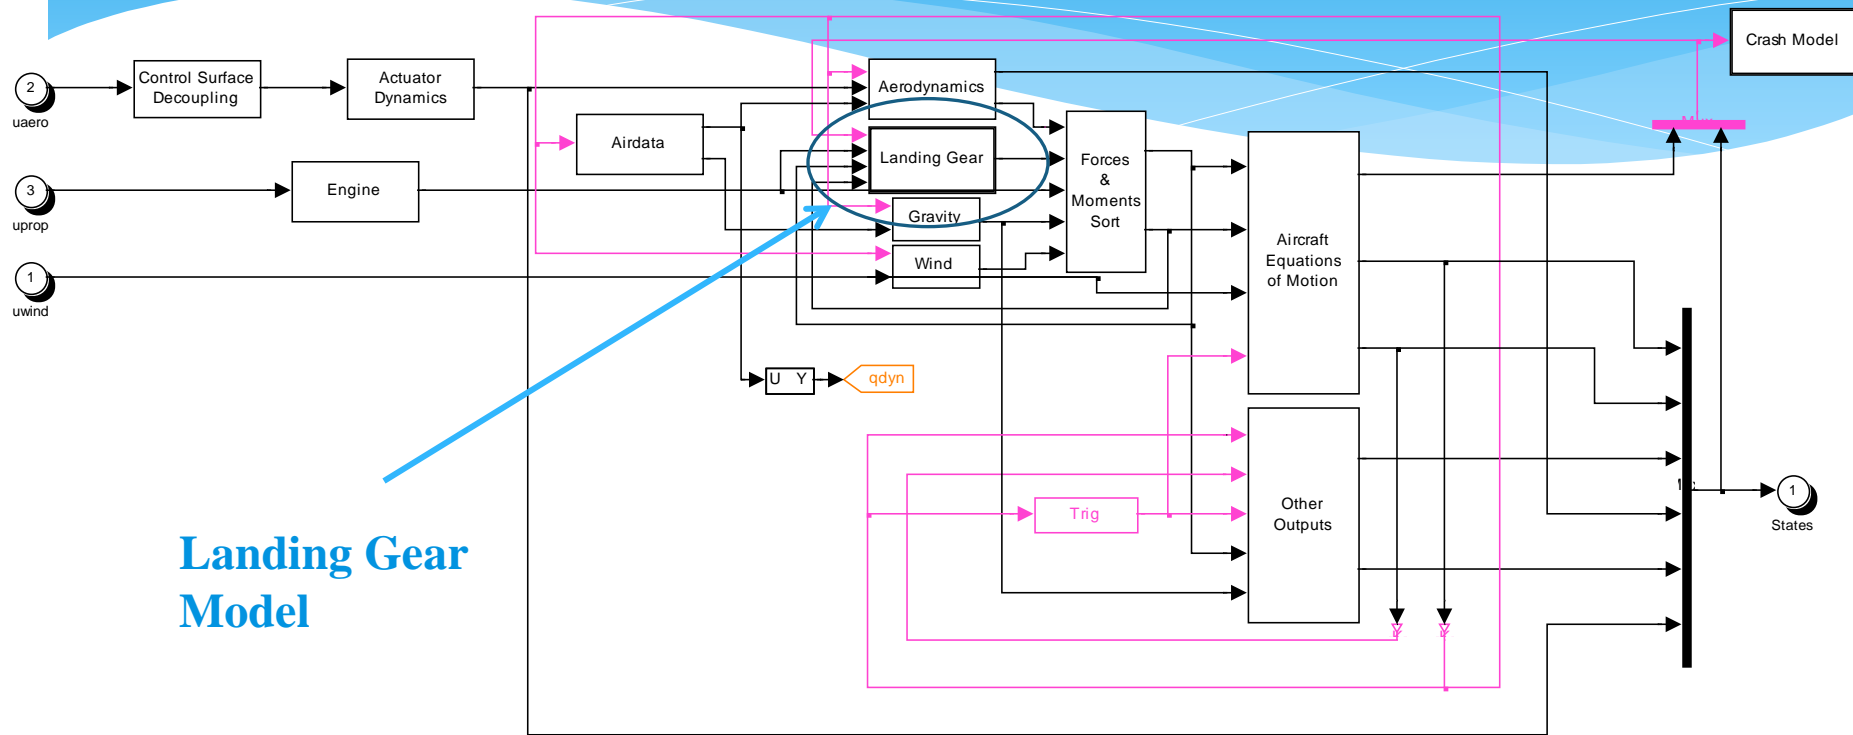 Crash Model
2
uaero
Control Surface
Decoupling
Actuator
Dynamics
Aerodynamics
Airdata
Landing Gear
Forces
&
Moments
Sort
3
uprop
Engine
Gravity
Aircraft
Equations
of Motion
Wind
1
uwind
U Y
qdyn
Trig
Other
Outputs
1
States
Landing Gear
Model